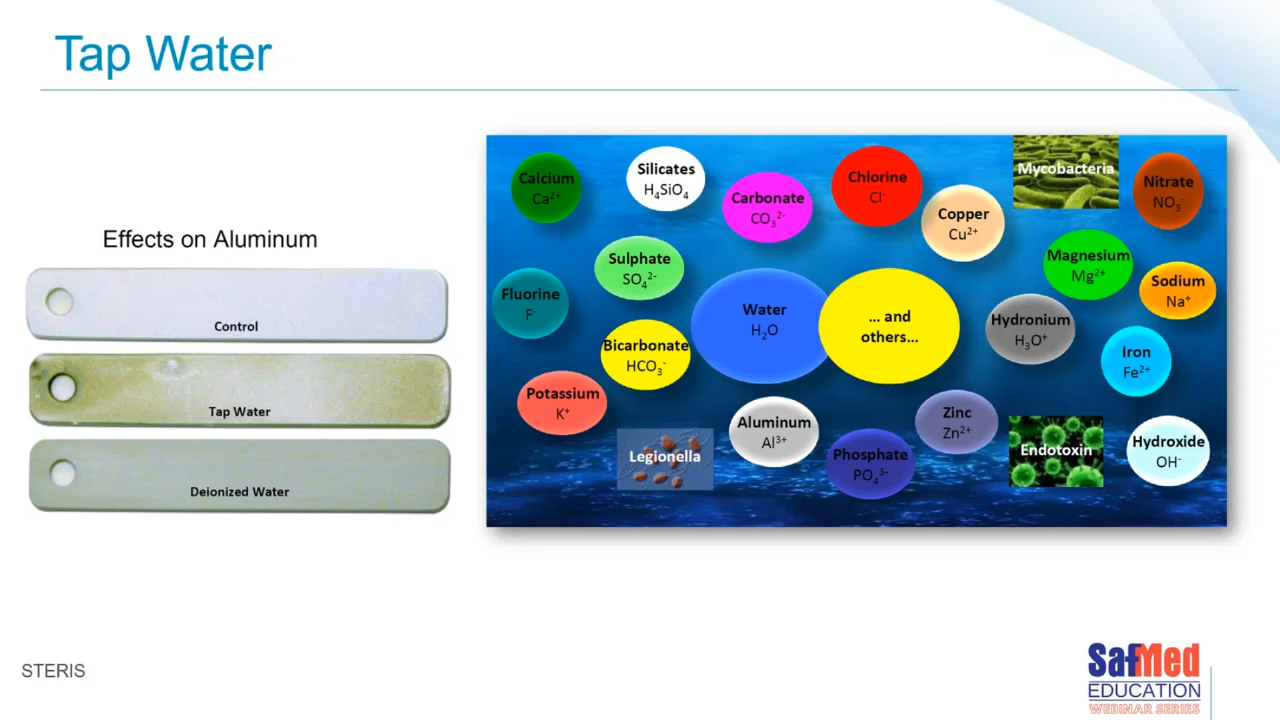 Tap Water
Effects on Aluminum
Control
Tap Water
Deionized Water
Calcium
Ca²⁺
Silicates
H₄SiO₄
Carbonate
CO₃²⁻
Chlorine
Cl⁻
Copper
Cu²⁺
Mycobacteria
Nitrate
NO₃⁻
Sulphate
SO₄²⁻
Magnesium
Mg²⁺
Sodium
Na⁺
Fluorine
F⁻
Water
H₂O
... and
others...
Hydronium
H₃O⁺
Bicarbonate
HCO₃⁻
Iron
Fe²⁺
Potassium
K⁺
Aluminum
Al³⁺
Zinc
Zn²⁺
Legionella
Phosphate
PO₄³⁻
Endotoxin
Hydroxide
OH⁻
STERIS
SafMed
EDUCATION
WEBINAR SERIES